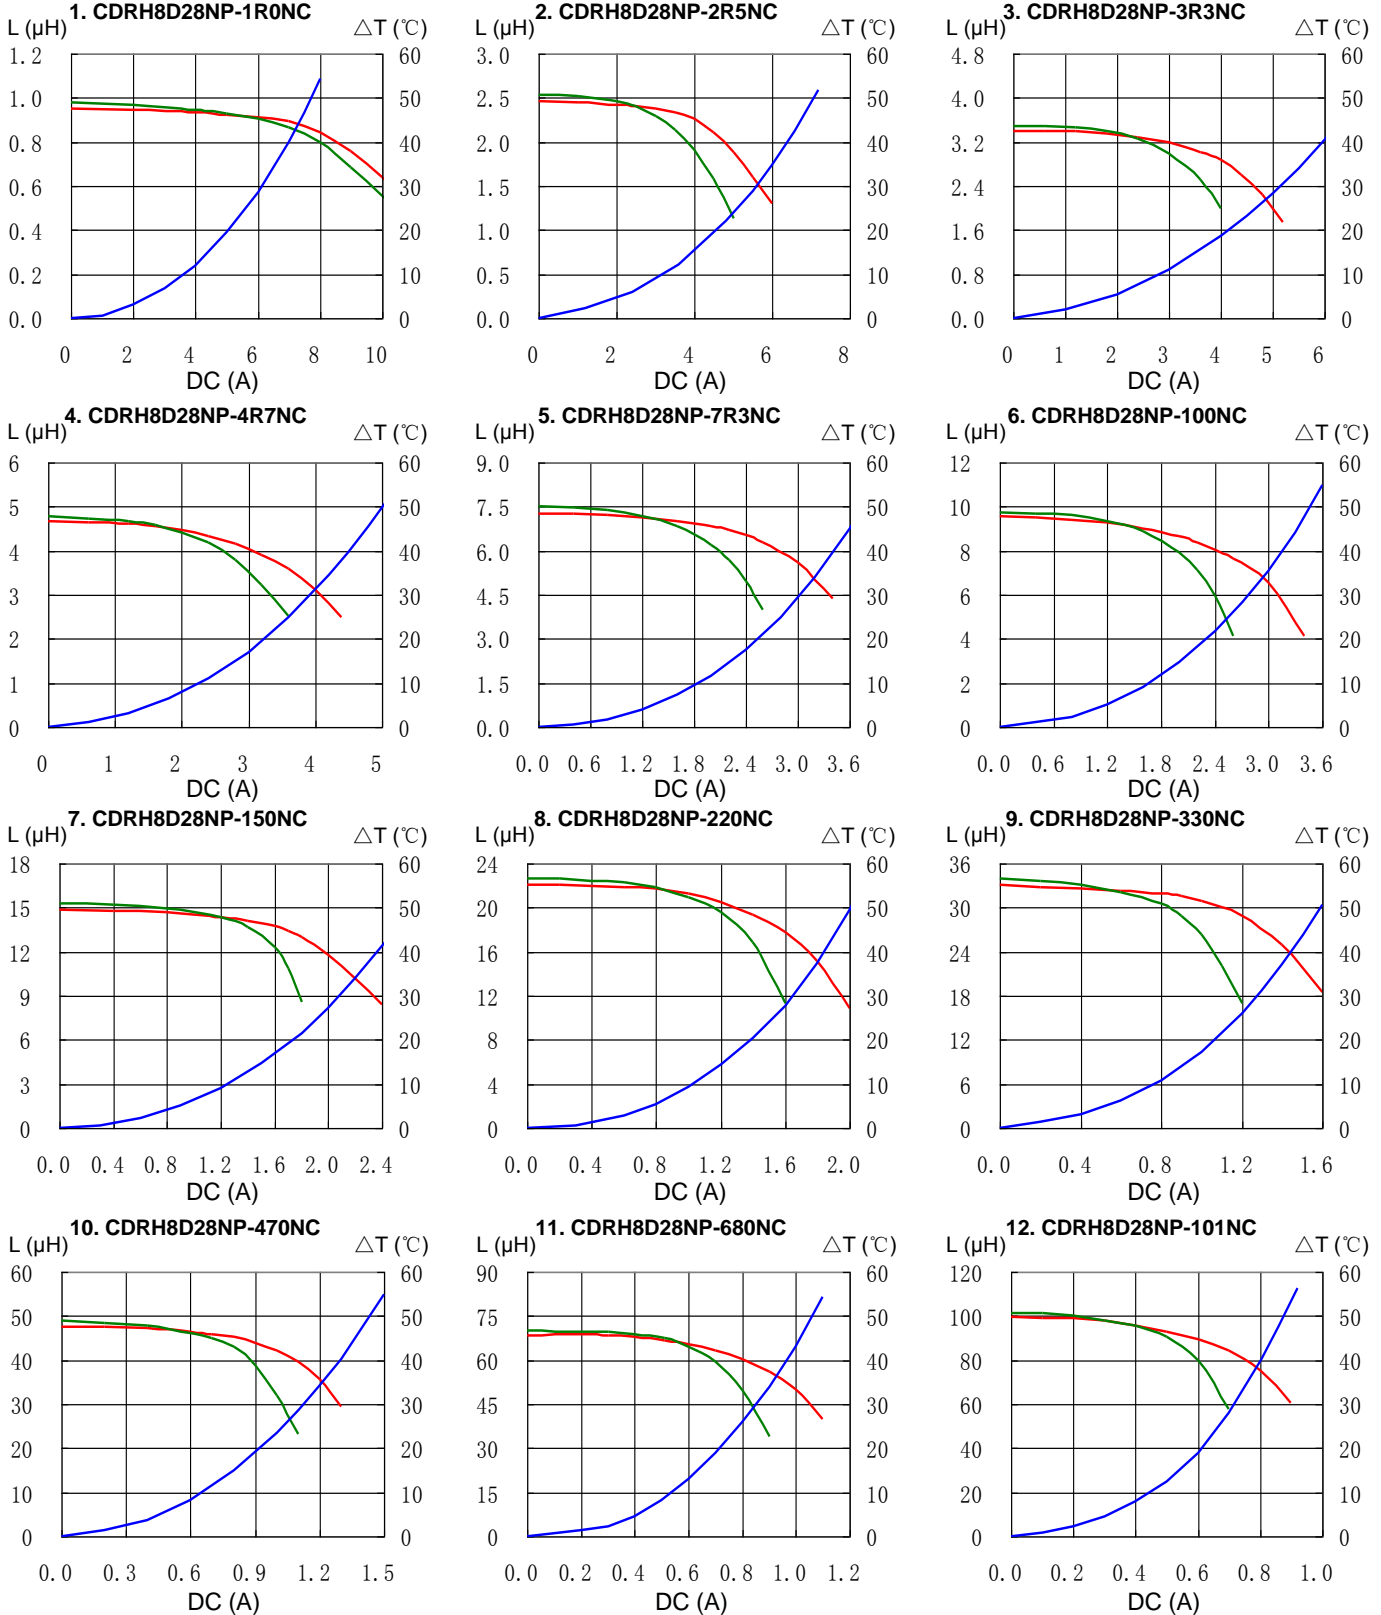 1. CDRH8D28NP-1R0NC
L (µH)
△T (℃)
1.2
1.0
0.8
0.6
0.4
0.2
0.0
60
50
40
30
20
10
0
0 2 4 6 8 10
DC (A)
2. CDRH8D28NP-2R5NC
L (µH)
△T (℃)
3.0
2.5
2.0
1.5
1.0
0.5
0.0
60
50
40
30
20
10
0
0 2 4 6 8
DC (A)
3. CDRH8D28NP-3R3NC
L (µH)
△T (℃)
4.8
4.0
3.2
2.4
1.6
0.8
0.0
60
50
40
30
20
10
0
0 1 2 3 4 5 6
DC (A)
4. CDRH8D28NP-4R7NC
L (µH)
△T (℃)
6
5
4
3
2
1
0
60
50
40
30
20
10
0
0 1 2 3 4 5
DC (A)
5. CDRH8D28NP-7R3NC
L (µH)
△T (℃)
9.0
7.5
6.0
4.5
3.0
1.5
0.0
60
50
40
30
20
10
0
0.0 0.6 1.2 1.8 2.4 3.0 3.6
DC (A)
6. CDRH8D28NP-100NC
L (µH)
△T (℃)
12
10
8
6
4
2
0
60
50
40
30
20
10
0
0.0 0.6 1.2 1.8 2.4 3.0 3.6
DC (A)
7. CDRH8D28NP-150NC
L (µH)
△T (℃)
18
15
12
9
6
3
0
60
50
40
30
20
10
0
0.0 0.4 0.8 1.2 1.6 2.0 2.4
DC (A)
8. CDRH8D28NP-220NC
L (µH)
△T (℃)
24
20
16
12
8
4
0
60
50
40
30
20
10
0
0.0 0.4 0.8 1.2 1.6 2.0
DC (A)
9. CDRH8D28NP-330NC
L (µH)
△T (℃)
36
30
24
18
12
6
0
60
50
40
30
20
10
0
0.0 0.4 0.8 1.2 1.6
DC (A)
10. CDRH8D28NP-470NC
L (µH)
△T (℃)
60
50
40
30
20
10
0
60
50
40
30
20
10
0
0.0 0.3 0.6 0.9 1.2 1.5
DC (A)
11. CDRH8D28NP-680NC
L (µH)
△T (℃)
90
75
60
45
30
15
0
60
50
40
30
20
10
0
0.0 0.2 0.4 0.6 0.8 1.0 1.2
DC (A)
12. CDRH8D28NP-101NC
L (µH)
△T (℃)
120
100
80
60
40
20
0
60
50
40
30
20
10
0
0.0 0.2 0.4 0.6 0.8 1.0
DC (A)